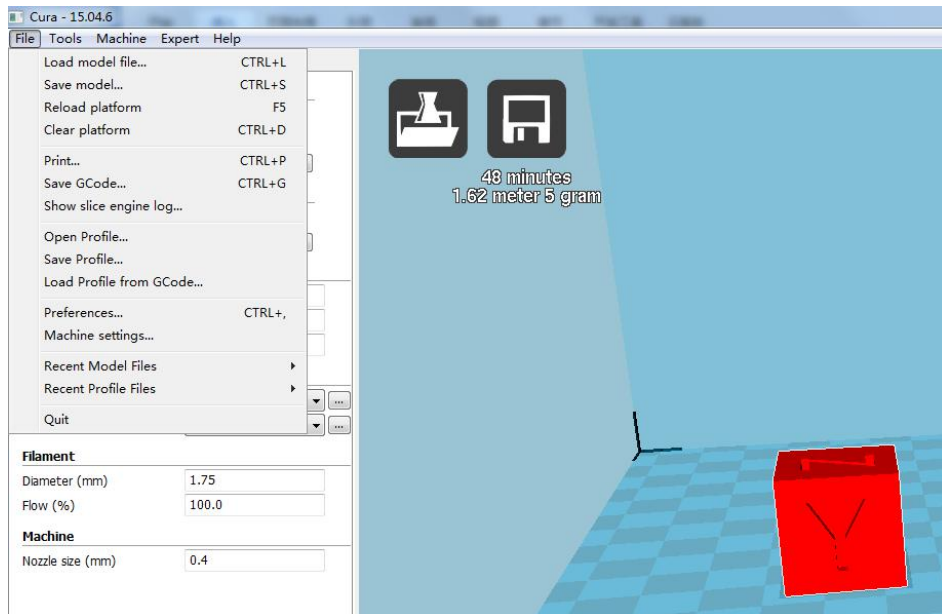 Cura - 15.04.6
File Tools Machine Expert Help
Load model file... CTRL+L
Save model... CTRL+S
Reload platform F5
Clear platform CTRL+D
Print... CTRL+P
Save GCode... CTRL+G
Show slice engine log...
Open Profile...
Save Profile...
Load Profile from GCode...
Preferences... CTRL+,
Machine settings...
Recent Model Files
Recent Profile Files
Quit
48 minutes
1.62 meter 5 gram
...
...
Filament
Diameter (mm) 1.75
Flow (%) 100.0
Machine
Nozzle size (mm) 0.4
Y